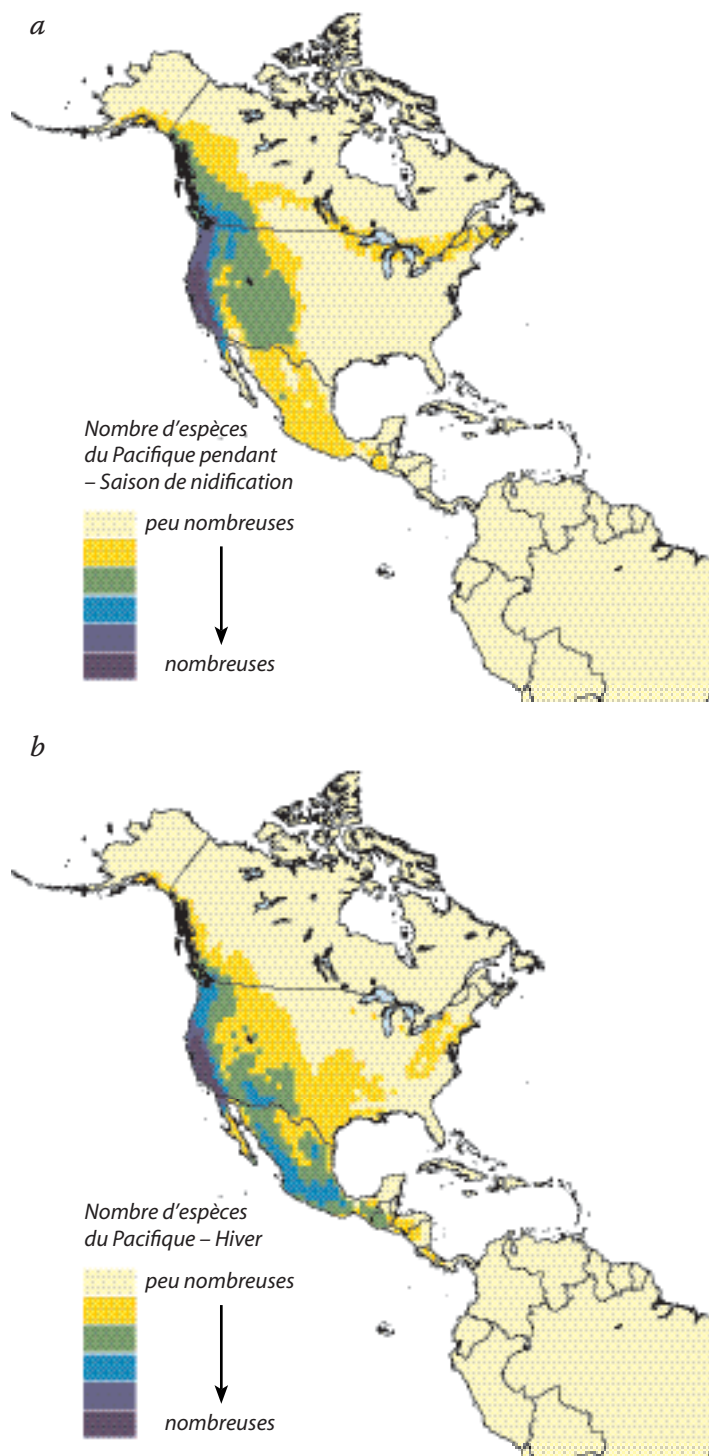 a
Nombre d'espèces
du Pacifique pendant
– Saison de nidification
peu nombreuses
nombreuses
b
Nombre d'espèces
du Pacifique – Hiver
peu nombreuses
nombreuses